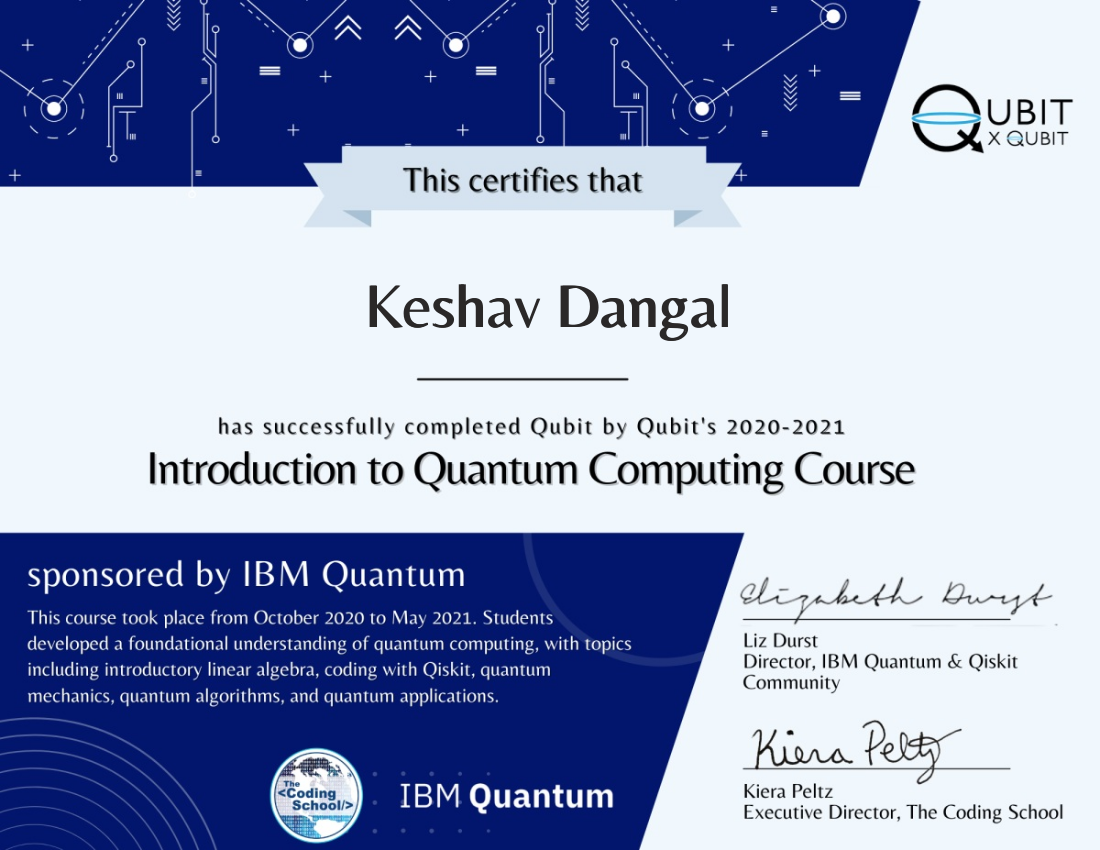 QUBIT
X QUBIT
This certifies that
Keshav Dangal
has successfully completed Qubit by Qubit's 2020-2021
Introduction to Quantum Computing Course
sponsored by IBM Quantum
This course took place from October 2020 to May 2021. Students
developed a foundational understanding of quantum computing, with topics
including introductory linear algebra, coding with Qiskit, quantum
mechanics, quantum algorithms, and quantum applications.
The
<Coding
School/>
IBM Quantum
Elizabeth Durst
Liz Durst
Director, IBM Quantum & Qiskit
Community
Kiera Peltz
Kiera Peltz
Executive Director, The Coding School